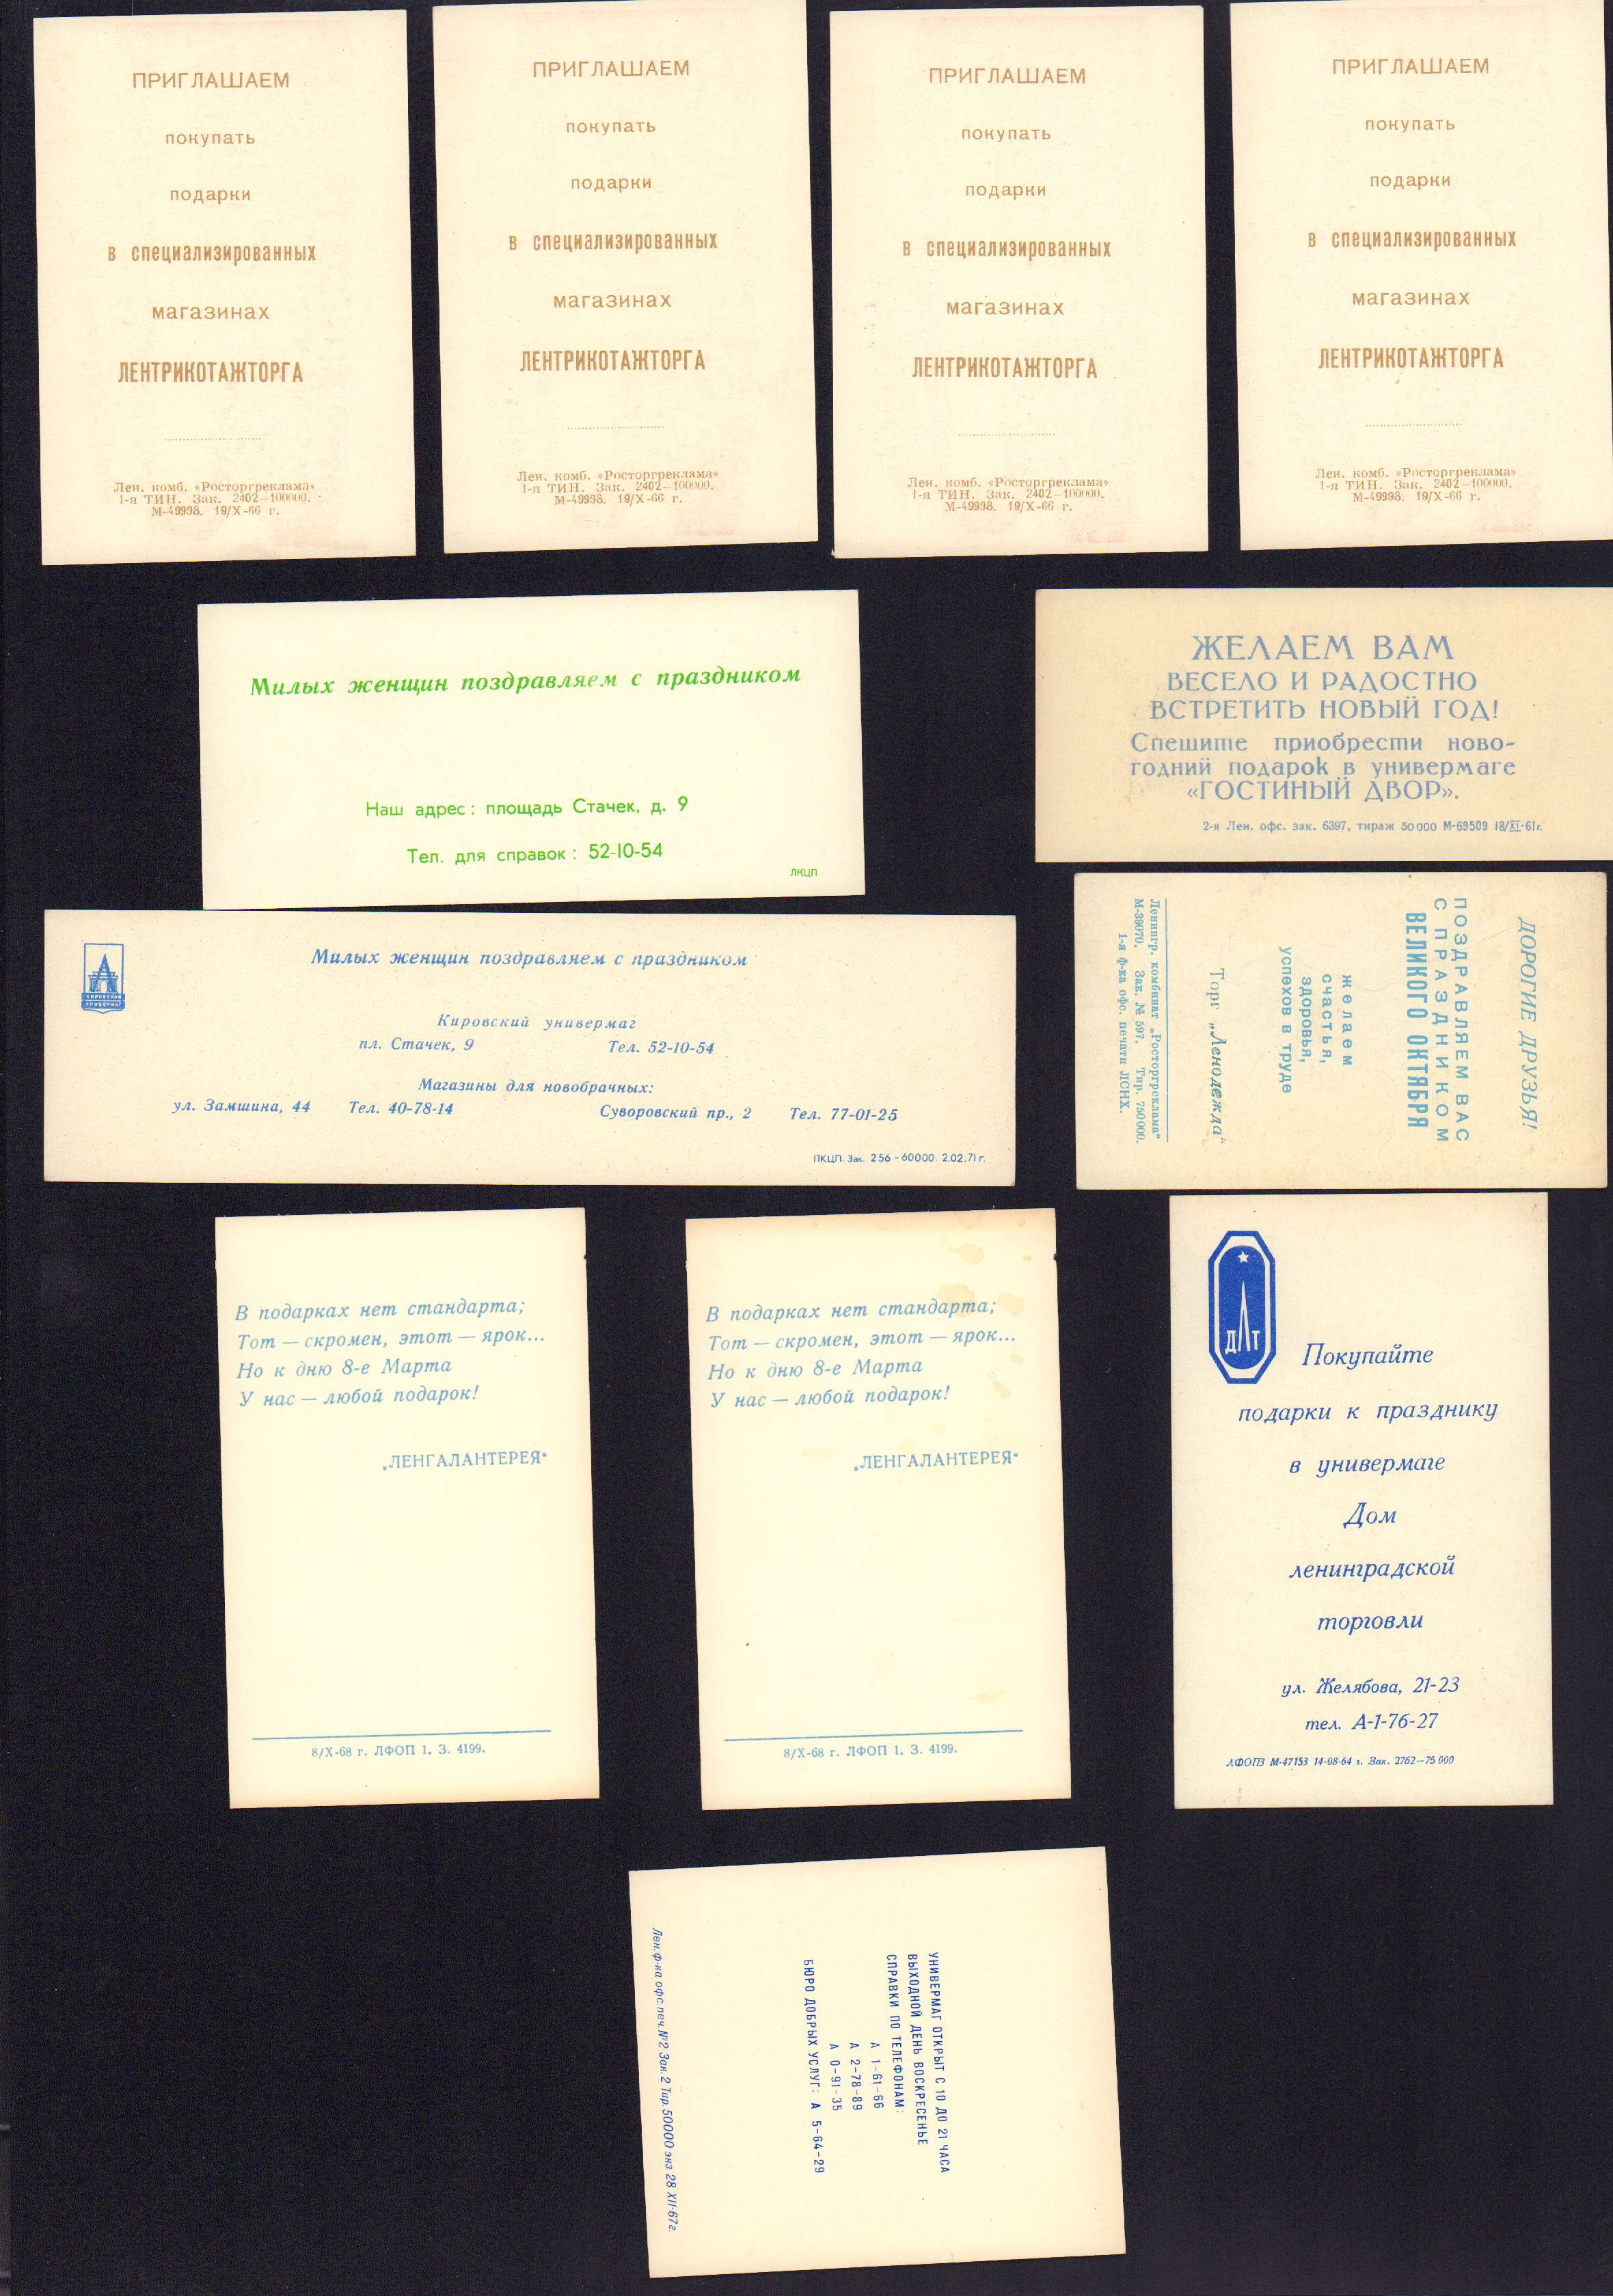 ПРИГЛАШАЕМ
покупать
подарки
в специализированных
магазинах
ЛЕНТРИКОТАЖТОРГА
Лен. комб. «Росторгреклама»
1-я ТИН. Зак. 2402—100000.
М-49998. 19/X-66 г.
ПРИГЛАШАЕМ
покупать
подарки
в специализированных
магазинах
ЛЕНТРИКОТАЖТОРГА
Лен. комб. «Росторгреклама»
1-я ТИН. Зак. 2402—100000.
М-49998. 19/X-66 г.
ПРИГЛАШАЕМ
покупать
подарки
в специализированных
магазинах
ЛЕНТРИКОТАЖТОРГА
Лен. комб. «Росторгреклама»
1-я ТИН. Зак. 2402—100000.
М-49998. 19/X-66 г.
ПРИГЛАШАЕМ
покупать
подарки
в специализированных
магазинах
ЛЕНТРИКОТАЖТОРГА
Лен. комб. «Росторгреклама»
1-я ТИН. Зак. 2402—100000.
М-49998. 19/X-66 г.
Милых женщин поздравляем с праздником
Наш адрес: площадь Стачек, д. 9
Тел. для справок: 52-10-54
ЛКЦП
ЖЕЛАЕМ ВАМ
ВЕСЕЛО И РАДОСТНО
ВСТРЕТИТЬ НОВЫЙ ГОД!
Спешите приобрести ново-
годний подарок в универмаге
«ГОСТИНЫЙ ДВОР».
2-я Лен. офс. зак. 6397, тираж 50000 М-69509 18/XI-61г.
КИРОВСКИЙ
УНИВЕРМАГ
Милых женщин поздравляем с праздником
Кировский универмаг
пл. Стачек, 9 Тел. 52-10-54
Магазины для новобрачных:
ул. Замшина, 44 Тел. 40-78-14 Суворовский пр., 2 Тел. 77-01-25
ПКЦП. Зак. 256-60000. 2.02.71 г.
ДОРОГИЕ ДРУЗЬЯ!
ПОЗДРАВЛЯЕМ ВАС
С ПРАЗДНИКОМ
ВЕЛИКОГО ОКТЯБРЯ
желаем
счастья,
здоровья,
успехов в труде
Торг „Ленодежда“
Ленингр. комбинат „Росторгреклама“
М-39070. Зак. № 597. Тир. 750000.
1-я ф-ка офс. печати ЛСНХ.
В подарках нет стандарта;
Тот — скромен, этот — ярок...
Но к дню 8-е Марта
У нас — любой подарок!
„ЛЕНГАЛАНТЕРЕЯ“
8/X-68 г. ЛФОП 1. З. 4199.
В подарках нет стандарта;
Тот — скромен, этот — ярок...
Но к дню 8-е Марта
У нас — любой подарок!
„ЛЕНГАЛАНТЕРЕЯ“
8/X-68 г. ЛФОП 1. З. 4199.
ДЛТ
Покупайте
подарки к празднику
в универмаге
Дом
ленинградской
торговли
ул. Желябова, 21-23
тел. А-1-76-27
ЛФОП3 М-47153 14-08-64 г. Зак. 2762—75 000
УНИВЕРМАГ ОТКРЫТ С 10 ДО 21 ЧАСА
ВЫХОДНОЙ ДЕНЬ ВОСКРЕСЕНЬЕ
СПРАВКИ ПО ТЕЛЕФОНАМ:
А 1-61-66
А 2-78-89
А 0-91-35
БЮРО ДОБРЫХ УСЛУГ: А 5-64-29
Лен. ф-ка офс. печ. №2 Зак. 2 Тир. 50000 экз. 28 XII-67г.